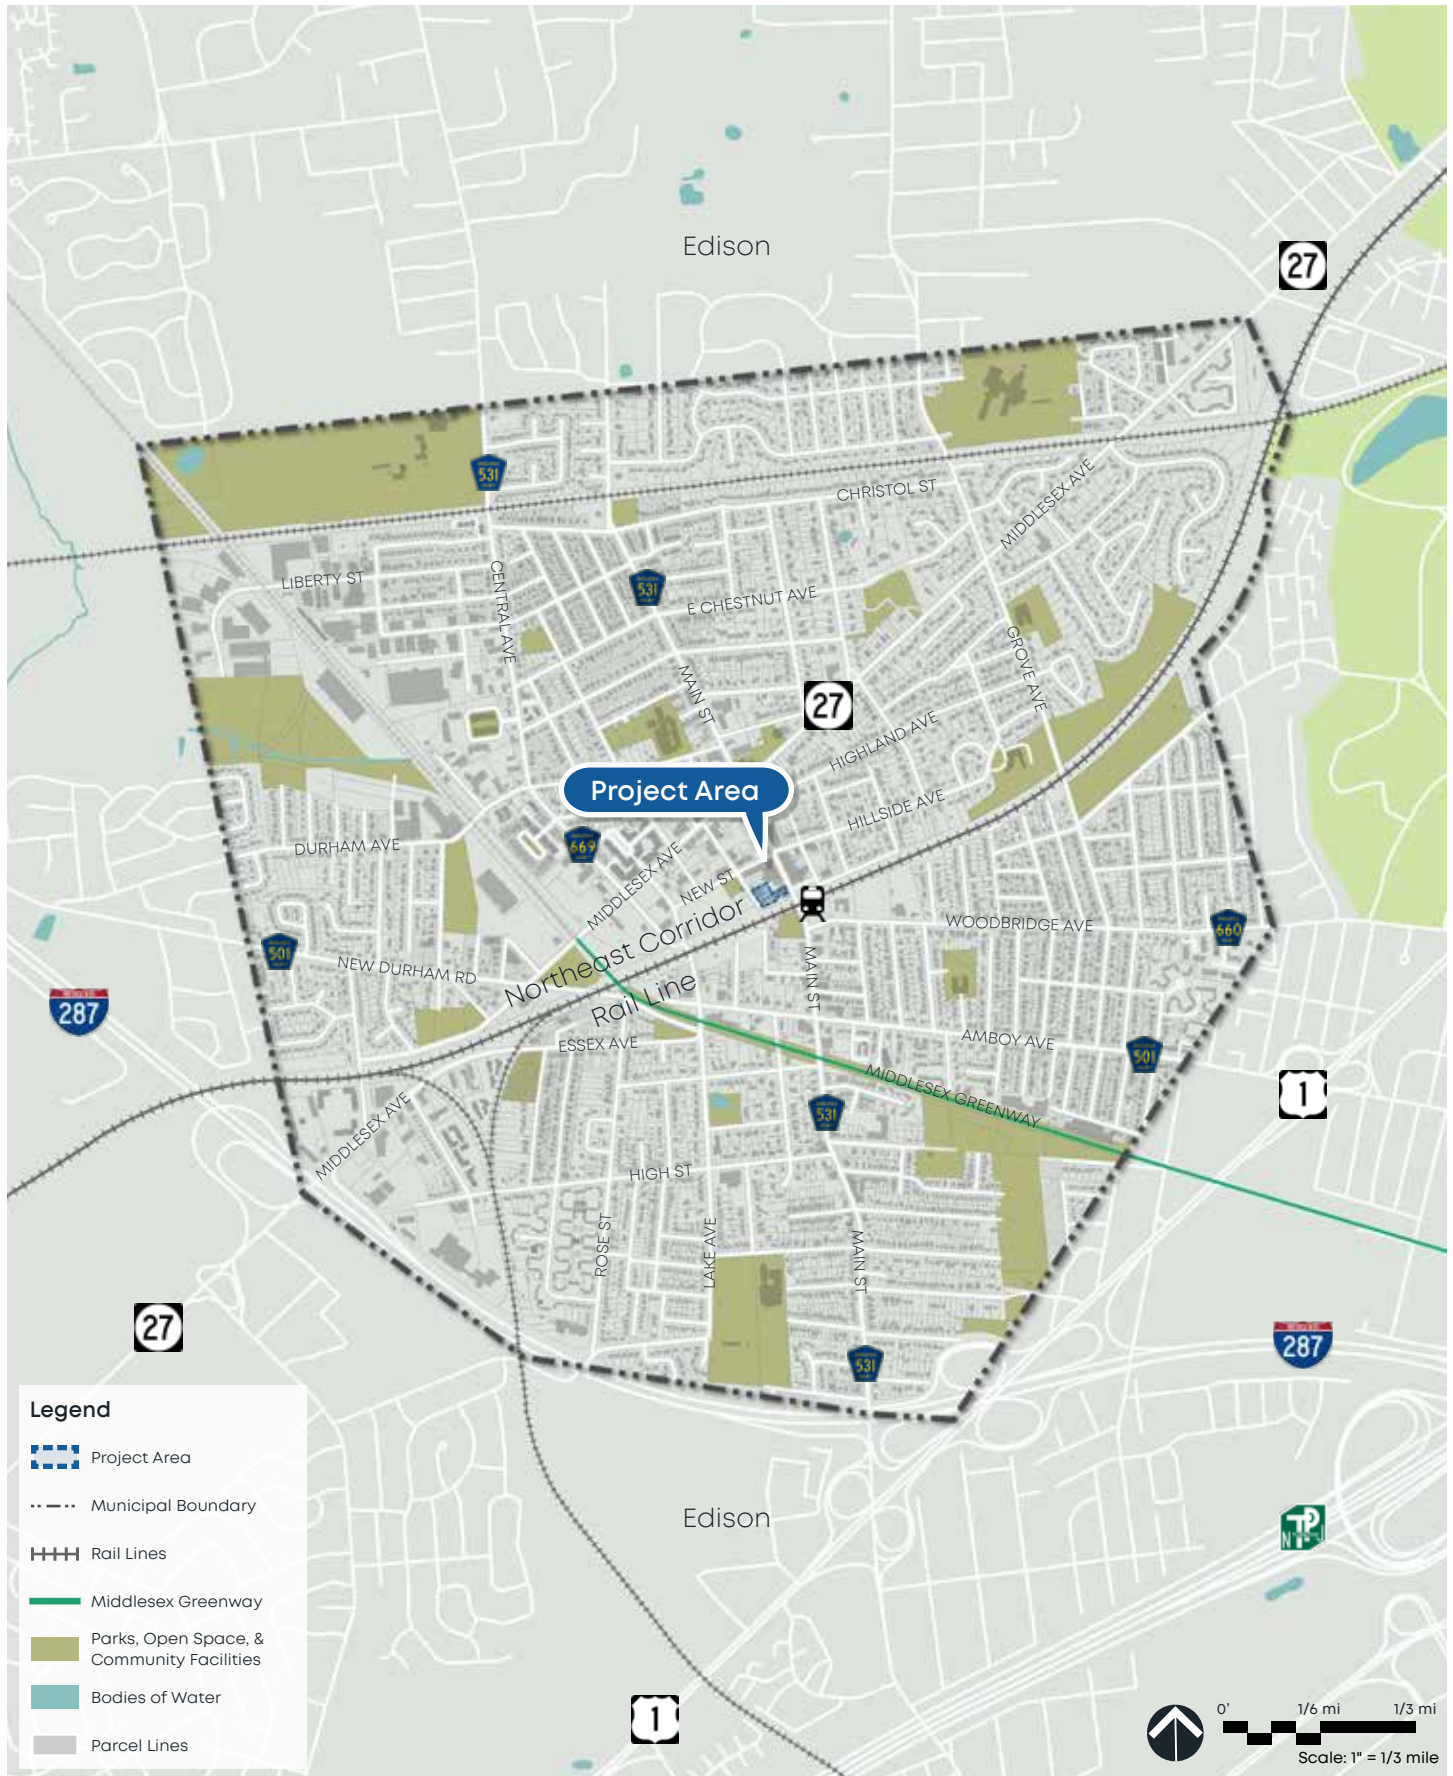 Edison
27
531
CHRISTOL ST
MIDDLESEX AVE
LIBERTY ST
CENTRAL AVE
531
E CHESTNUT AVE
GROVE AVE
MAIN ST
27
HIGHLAND AVE
Project Area
HILLSIDE AVE
DURHAM AVE
669
MIDDLESEX AVE
NEW ST
Northeast Corridor
Rail Line
WOODBRIDGE AVE
660
501
NEW DURHAM RD
MAIN ST
287
ESSEX AVE
AMBOY AVE
501
MIDDLESEX GREENWAY
1
MIDDLESEX AVE
531
HIGH ST
ROSE ST
LAKE AVE
MAIN ST
27
287
531
Edison
NTP
1
Legend
Project Area
Municipal Boundary
Rail Lines
Middlesex Greenway
Parks, Open Space, &
Community Facilities
Bodies of Water
Parcel Lines
0'
1/6 mi
1/3 mi
Scale: 1" = 1/3 mile